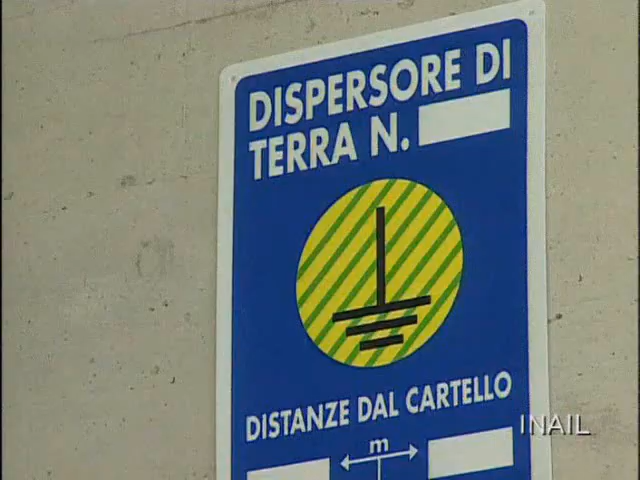 DISPERSORE DI
TERRA N.
DISTANZE DAL CARTELLO
m
INAIL